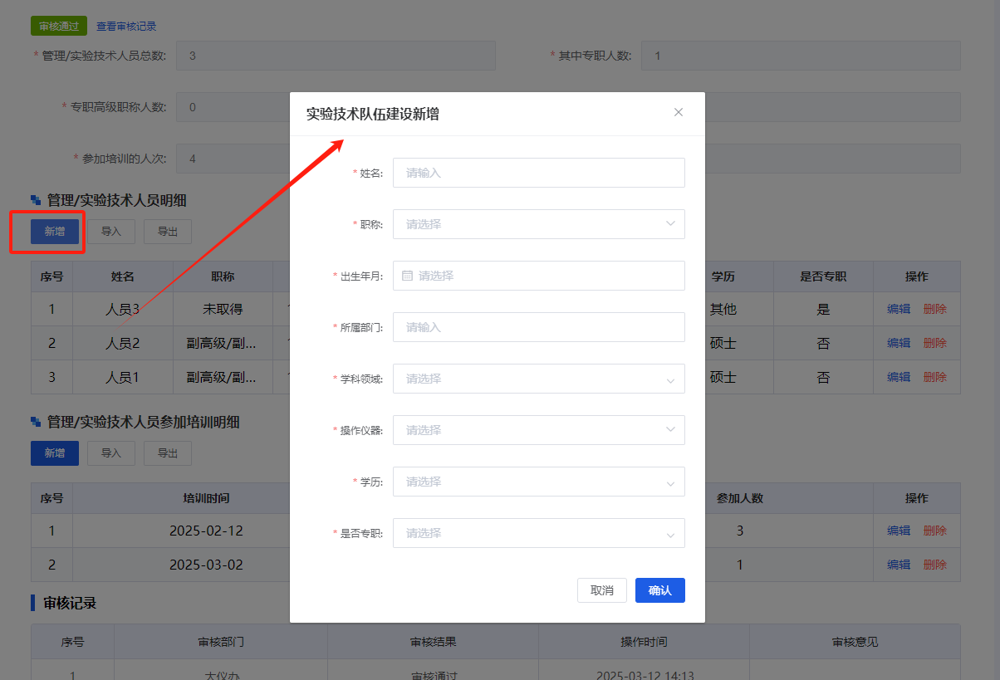 审核通过 查看审核记录
* 管理/实验技术人员总数: 3 * 其中专职人数: 1
* 专职高级职称人数: 0
* 参加培训的人次: 4
管理/实验技术人员明细
新增 导入 导出
序号 姓名 职称 学历 是否专职 操作
1 人员3 未取得 其他 是 编辑 删除
2 人员2 副高级/副... 硕士 否 编辑 删除
3 人员1 副高级/副... 硕士 否 编辑 删除
管理/实验技术人员参加培训明细
新增 导入 导出
序号 培训时间 参加人数 操作
1 2025-02-12 3 编辑 删除
2 2025-03-02 1 编辑 删除
审核记录
序号 审核部门 审核结果 操作时间 审核意见
1 大仪办 审核通过 2025-03-12 14:13
实验技术队伍建设新增
* 姓名: 请输入
* 职称: 请选择
* 出生年月: 请选择
* 所属部门: 请输入
* 学科领域: 请选择
* 操作仪器: 请选择
* 学历: 请选择
* 是否专职: 请选择
取消 确认